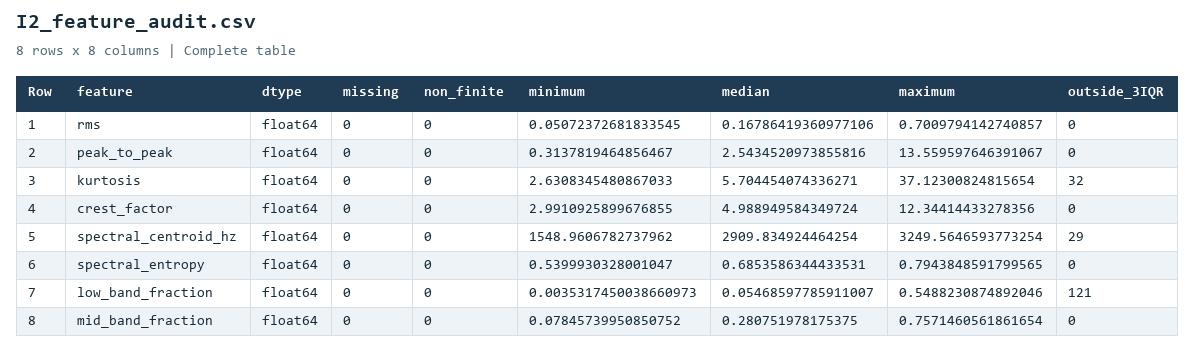 I2_feature_audit.csv
8 rows x 8 columns | Complete table
Row feature dtype missing non_finite minimum median maximum outside_3IQR
1 rms float64 0 0 0.05072372681833545 0.16786419360977106 0.7009794142740857 0
2 peak_to_peak float64 0 0 0.3137819464856467 2.5434520973855816 13.559597646391067 0
3 kurtosis float64 0 0 2.6308345480867033 5.704454074336271 37.12300824815654 32
4 crest_factor float64 0 0 2.9910925899676855 4.988949584349724 12.34414433278356 0
5 spectral_centroid_hz float64 0 0 1548.9606782737962 2909.834924464254 3249.5646593773254 29
6 spectral_entropy float64 0 0 0.5399930328001047 0.6853586344433531 0.7943848591799565 0
7 low_band_fraction float64 0 0 0.0035317450038660973 0.05468597785911007 0.5488230874892046 121
8 mid_band_fraction float64 0 0 0.07845739950850752 0.280751978175375 0.7571460561861654 0